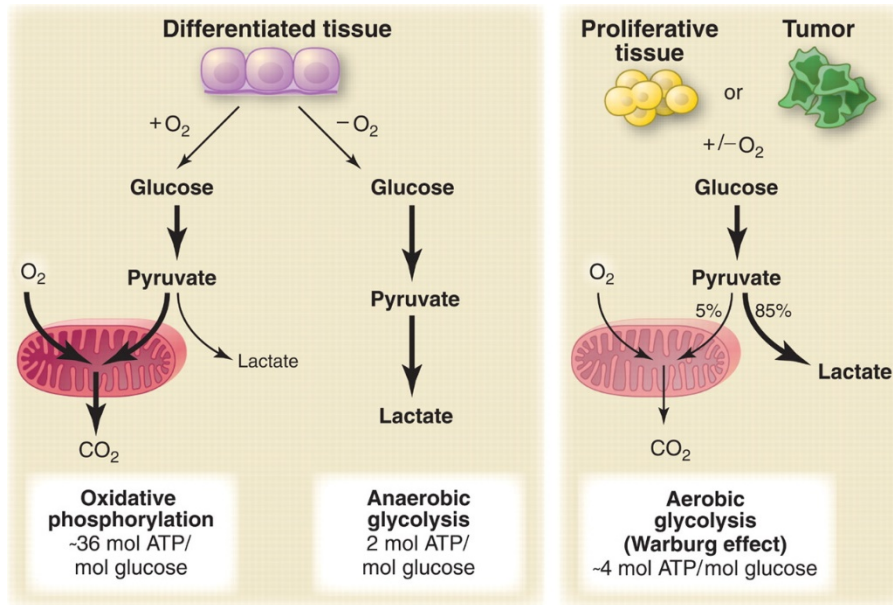 Differentiated tissue
+O2
−O2
Glucose
O2
Pyruvate
Lactate
CO2
Oxidative
phosphorylation
~36 mol ATP/
mol glucose
Glucose
Pyruvate
Lactate
Anaerobic
glycolysis
2 mol ATP/
mol glucose
Proliferative
tissue
or
Tumor
+/−O2
Glucose
O2
Pyruvate
5%
85%
Lactate
CO2
Aerobic
glycolysis
(Warburg effect)
~4 mol ATP/mol glucose